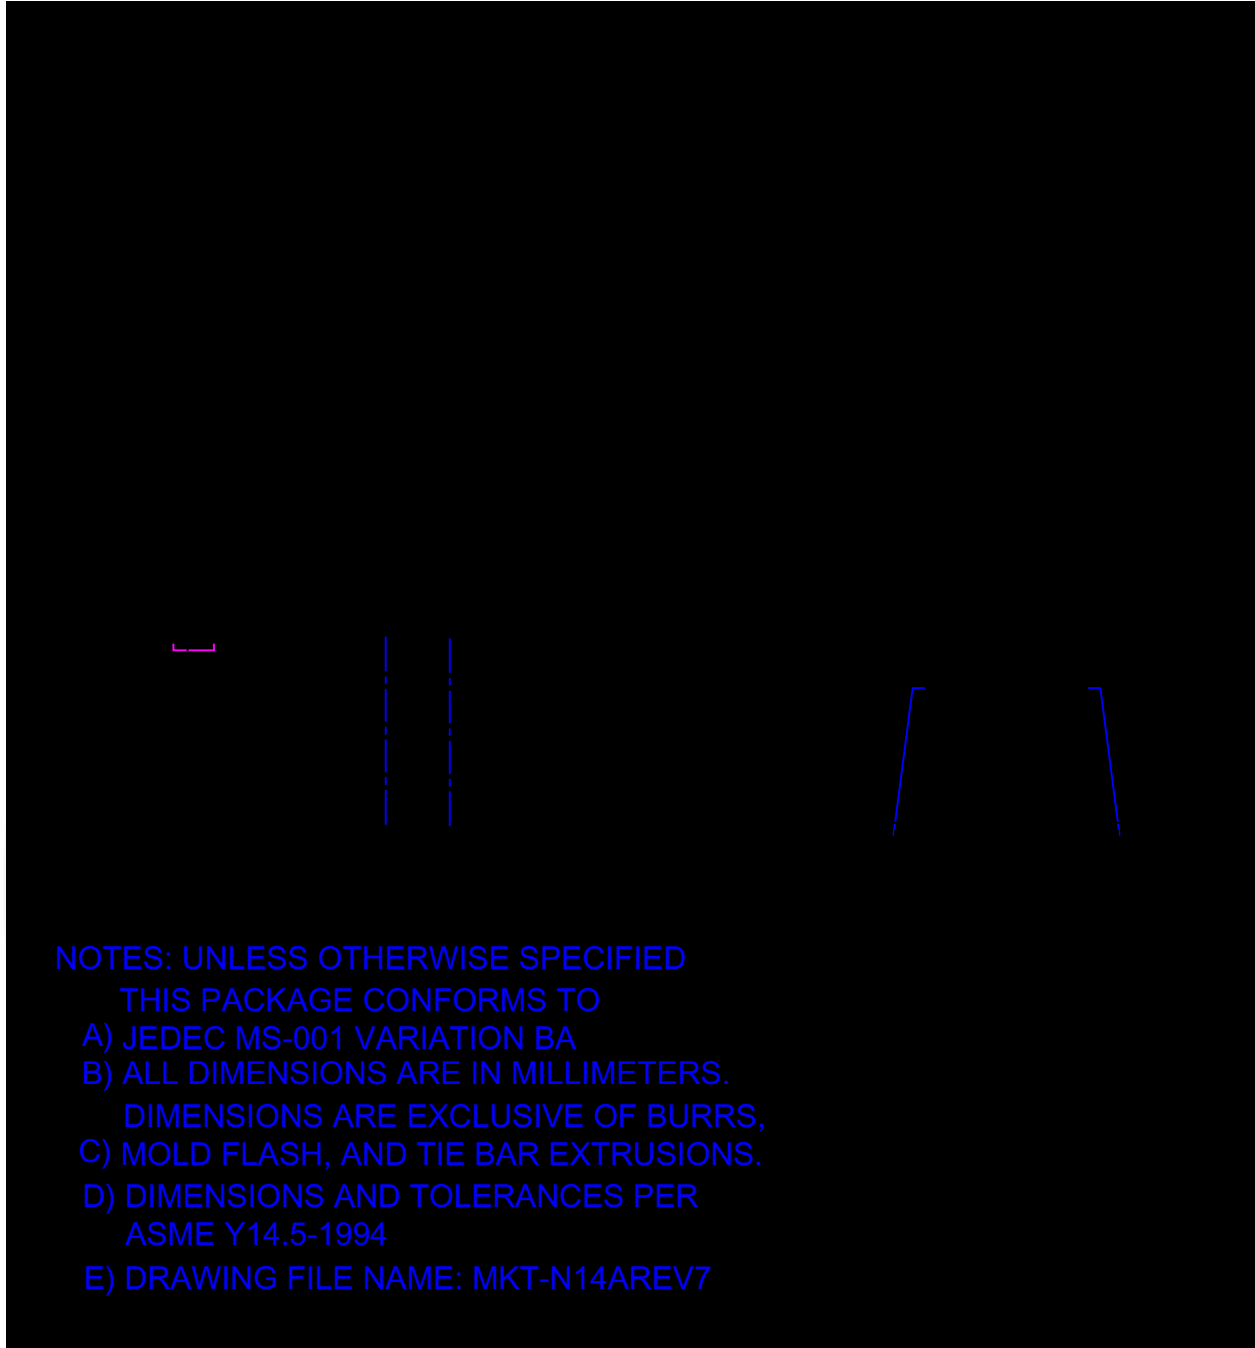 NOTES: UNLESS OTHERWISE SPECIFIED
THIS PACKAGE CONFORMS TO
A) JEDEC MS-001 VARIATION BA
B) ALL DIMENSIONS ARE IN MILLIMETERS.
DIMENSIONS ARE EXCLUSIVE OF BURRS,
C) MOLD FLASH, AND TIE BAR EXTRUSIONS.
D) DIMENSIONS AND TOLERANCES PER
ASME Y14.5-1994
E) DRAWING FILE NAME: MKT-N14AREV7